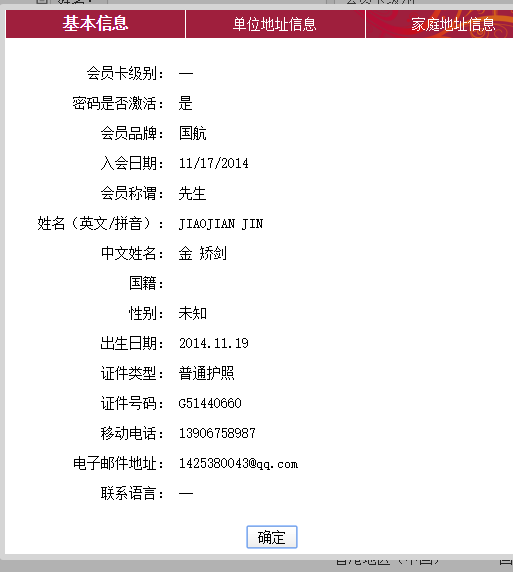 基本信息 单位地址信息 家庭地址信息
会员卡级别： —
密码是否激活： 是
会员品牌： 国航
入会日期： 11/17/2014
会员称谓： 先生
姓名（英文/拼音）： JIAOJIAN JIN
中文姓名： 金 矫剑
国籍：
性别： 未知
出生日期： 2014.11.19
证件类型： 普通护照
证件号码： G51440660
移动电话： 13906758987
电子邮件地址： 1425380043@qq.com
联系语言： —
确定